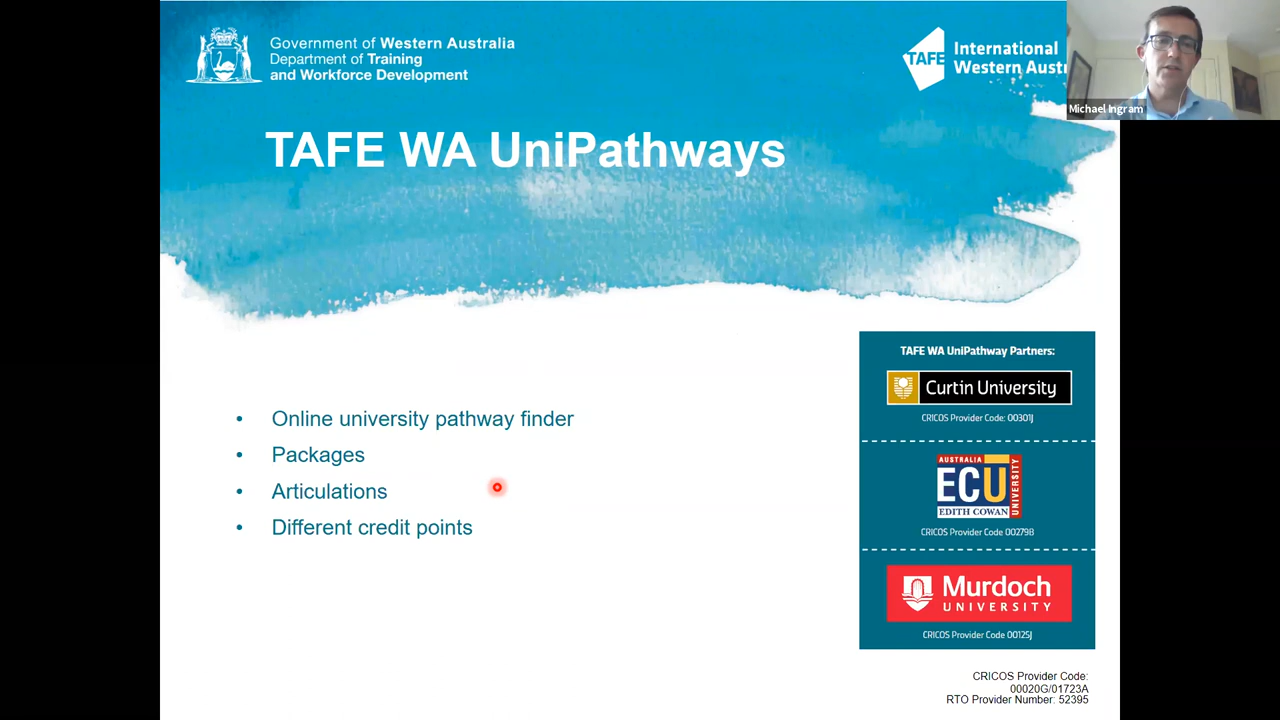 Government of Western Australia
Department of Training
and Workforce Development
TAFE
International
Western Austr
Michael Ingram
TAFE WA UniPathways
• Online university pathway finder
• Packages
• Articulations
• Different credit points
TAFE WA UniPathway Partners:
Curtin University
CRICOS Provider Code: 00301J
AUSTRALIA
ECU
EDITH COWAN
UNIVERSITY
CRICOS Provider Code 00279B
Murdoch
UNIVERSITY
CRICOS Provider Code 00125J
CRICOS Provider Code:
00020G/01723A
RTO Provider Number: 52395